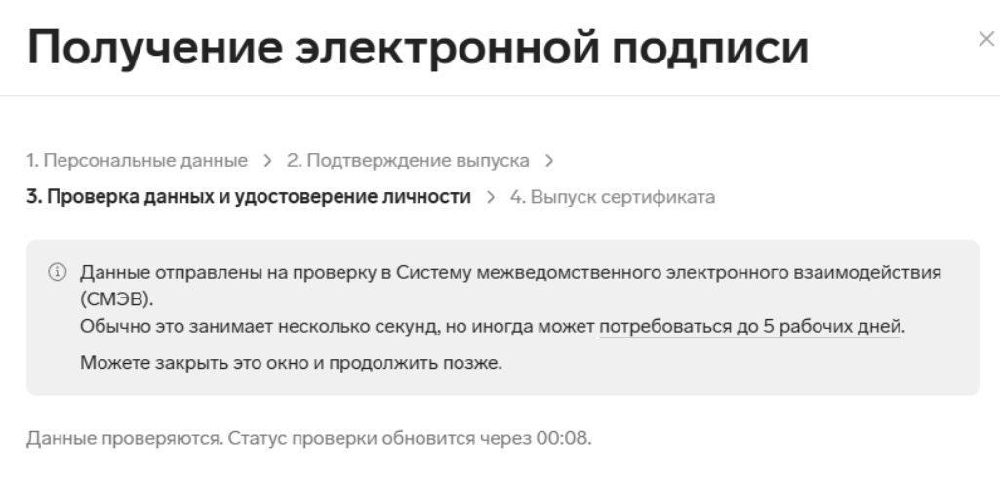 Получение электронной подписи
1. Персональные данные > 2. Подтверждение выпуска >
3. Проверка данных и удостоверение личности > 4. Выпуск сертификата
Данные отправлены на проверку в Систему межведомственного электронного взаимодействия
(СМЭВ).
Обычно это занимает несколько секунд, но иногда может потребоваться до 5 рабочих дней.
Можете закрыть это окно и продолжить позже.
Данные проверяются. Статус проверки обновится через 00:08.